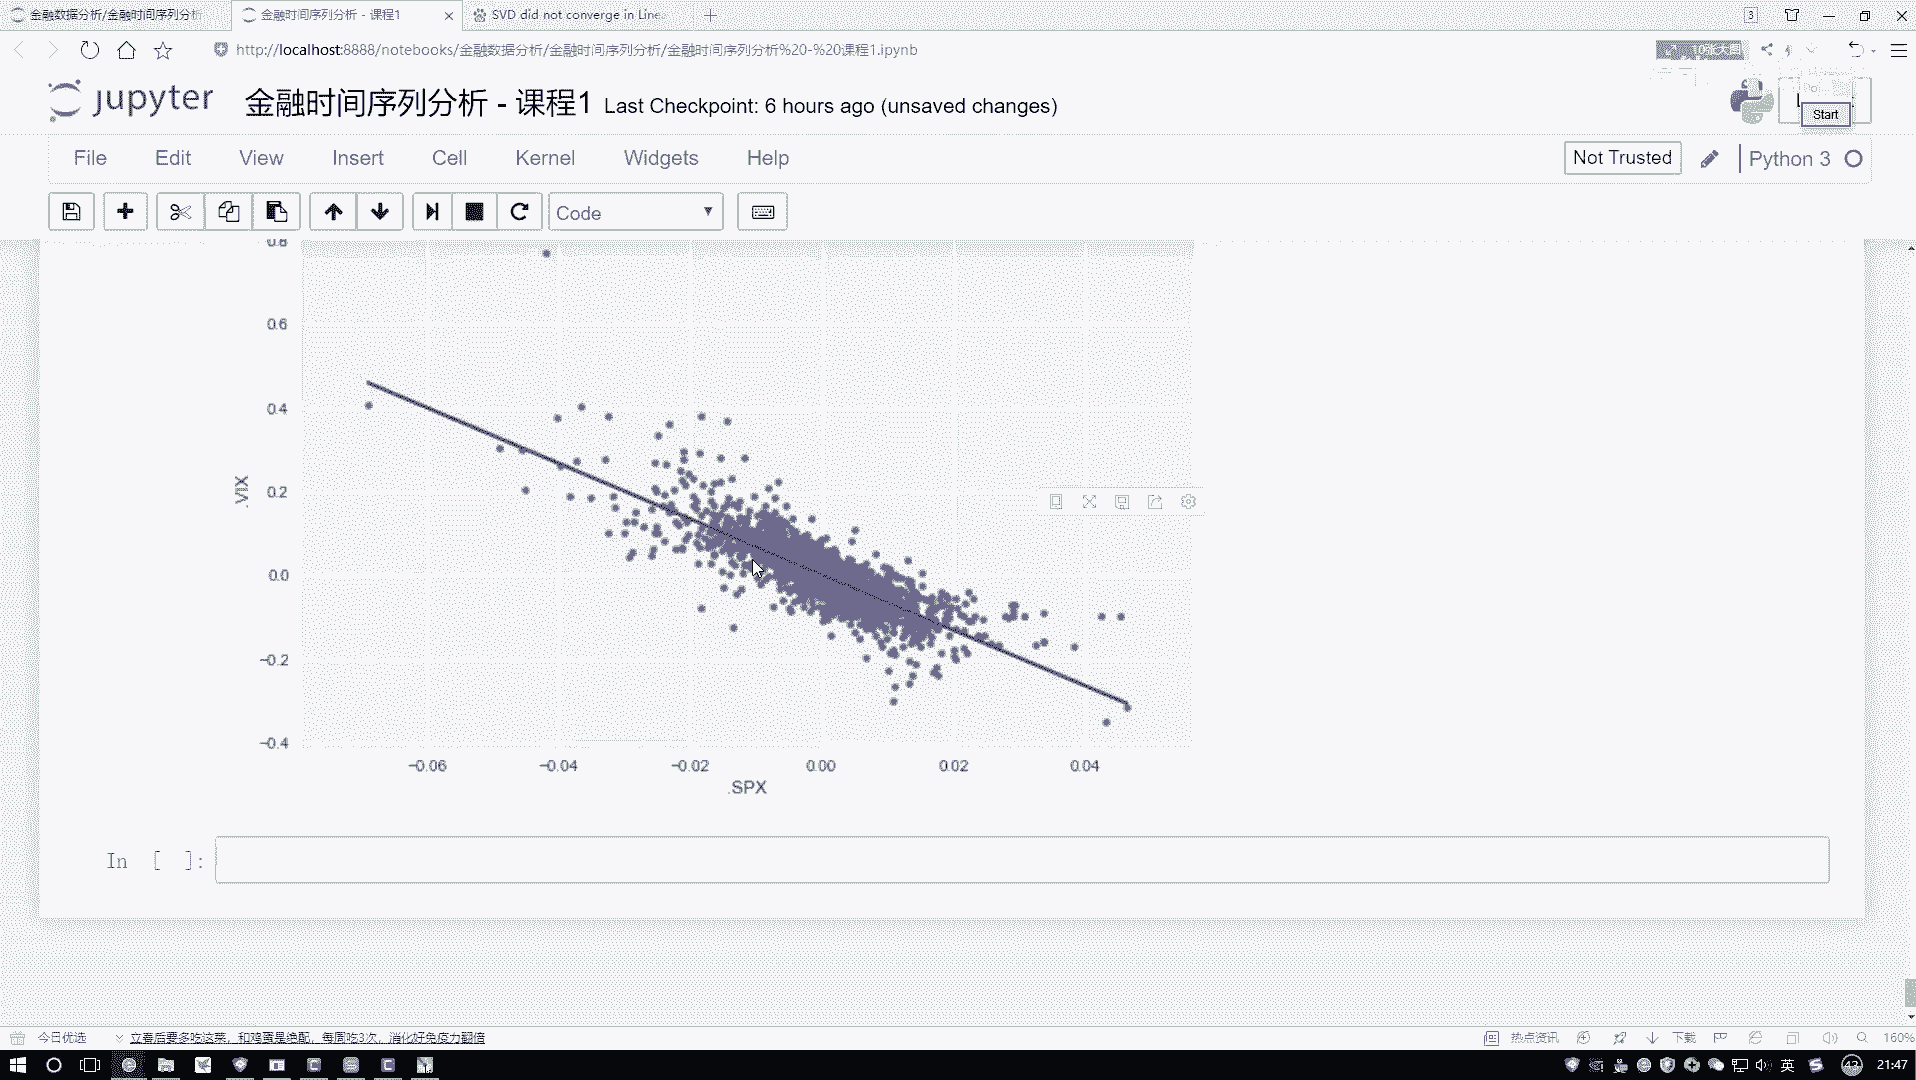 金融数据分析/金融时间序列分析
金融时间序列分析 - 课程1
SVD did not converge in Linea
3
http://localhost:8888/notebooks/金融数据分析/金融时间序列分析/金融时间序列分析%20-%20课程1.ipynb
10张大图
jupyter 金融时间序列分析 - 课程1 Last Checkpoint: 6 hours ago (unsaved changes)
Start
File Edit View Insert Cell Kernel Widgets Help
Not Trusted
Python 3
Code
0.8
0.6
0.4
0.2
0.0
−0.2
−0.4
.VIX
−0.06 −0.04 −0.02 0.00 0.02 0.04
.SPX
In [ ]:
今日优选
立春后要多吃这菜，和鸡蛋是绝配，每周吃3次，消化好免疫力翻倍
热点资讯
下载
160%
英
43
21:47